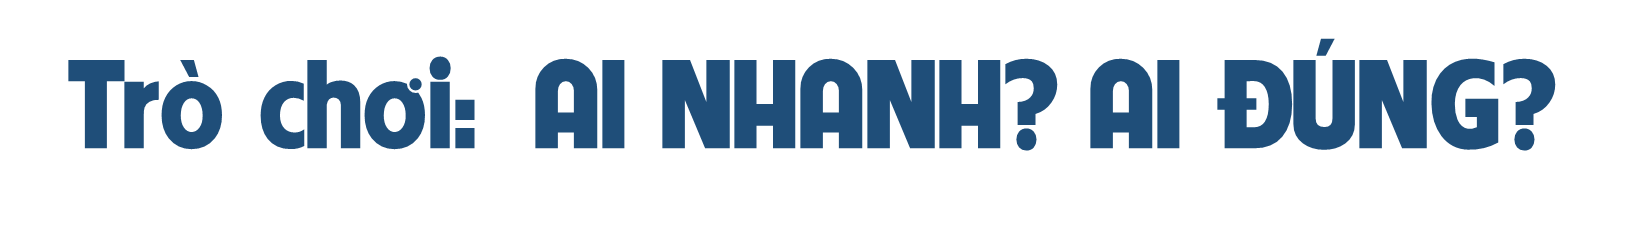 Trò chơi: AI NHANH? AI ĐÚNG?